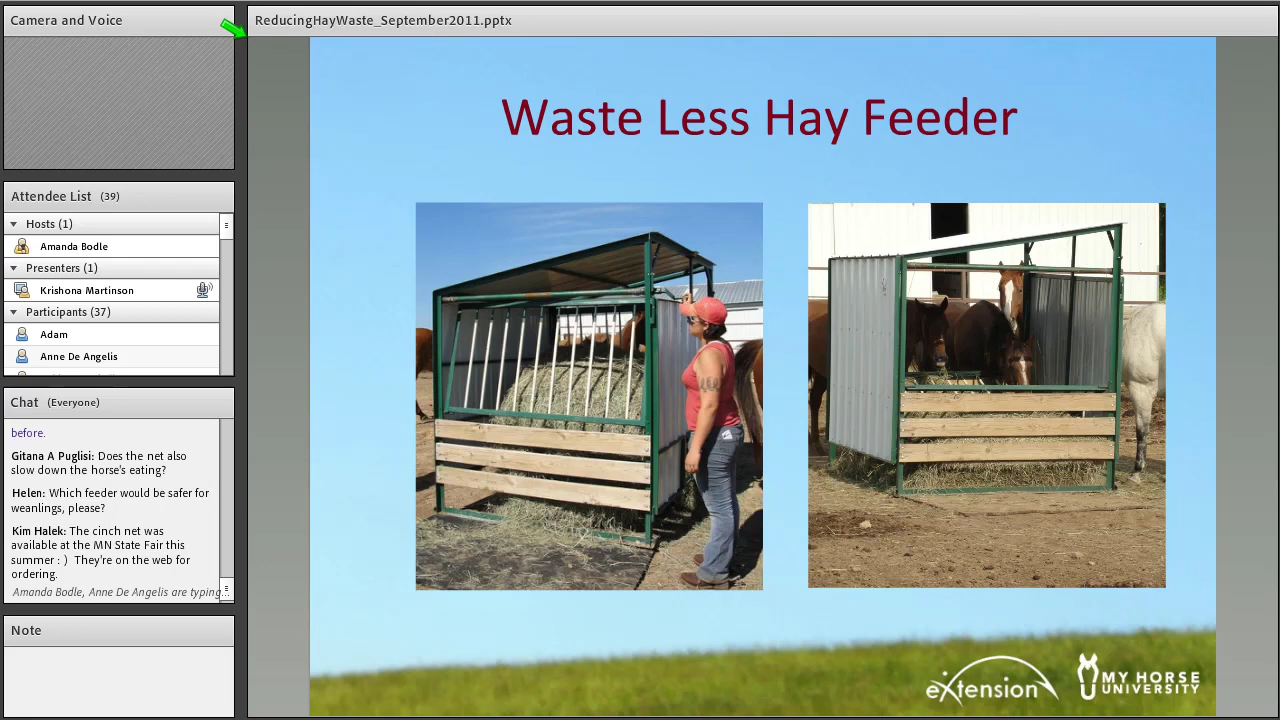 Camera and Voice
Attendee List (39)
Hosts (1)
Amanda Bodle
Presenters (1)
Krishona Martinson
Participants (37)
Adam
Anne De Angelis
Chat (Everyone)
before.
Gitana A Puglisi: Does the net also
slow down the horse's eating?
Helen: Which feeder would be safer for
weanlings, please?
Kim Halek: The cinch net was
available at the MN State Fair this
summer : ) They're on the web for
ordering.
Amanda Bodle, Anne De Angelis are typing...
Note
ReducingHayWaste_September2011.pptx
Waste Less Hay Feeder
eXtension
MY HORSE
UNIVERSITY